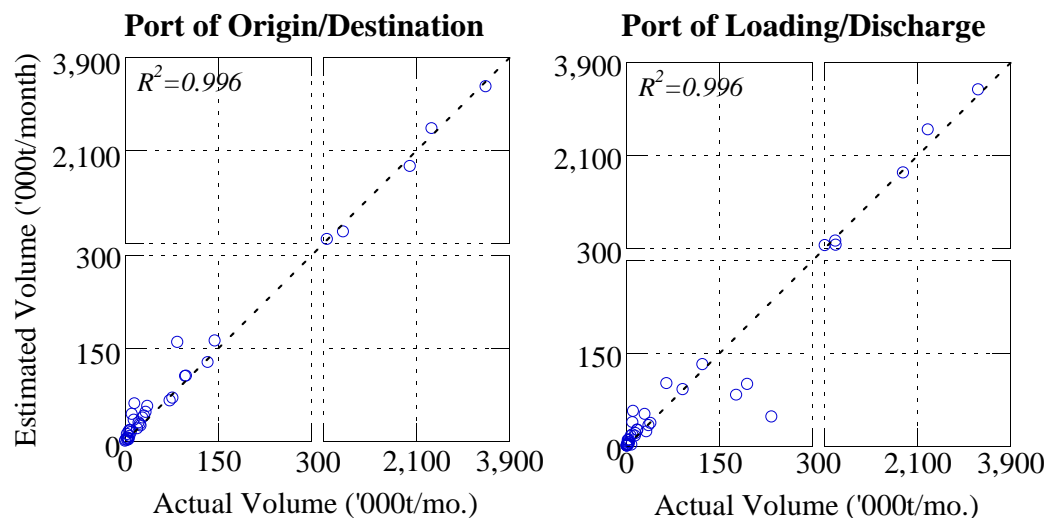 Port of Origin/Destination
R²=0.996
Estimated Volume ('000t/month)
3,900
2,100
300
150
0
0 150 300 2,100 3,900
Actual Volume ('000t/mo.)
Port of Loading/Discharge
R²=0.996
3,900
2,100
300
150
0
0 150 300 2,100 3,900
Actual Volume ('000t/mo.)